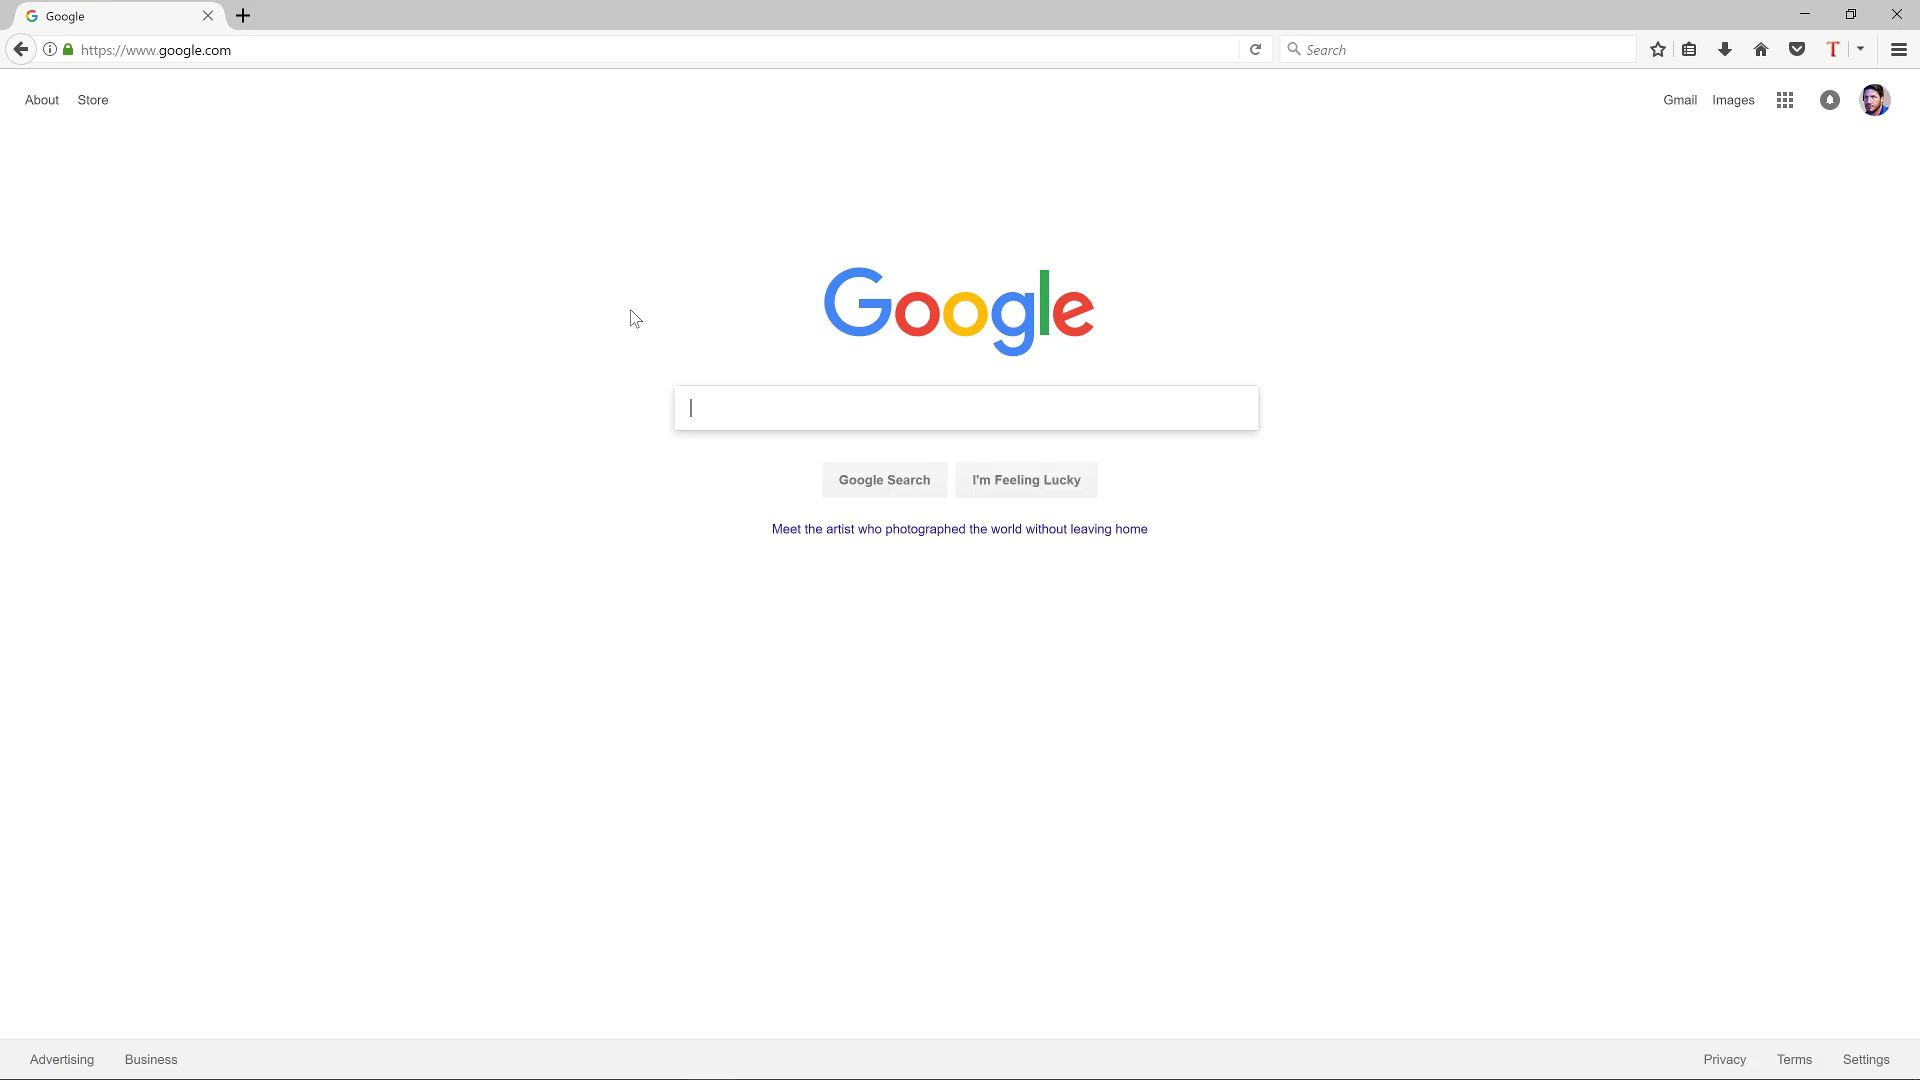 Google
https://www.google.com
Search
T
About Store
Gmail Images
Google
Google Search I'm Feeling Lucky
Meet the artist who photographed the world without leaving home
Advertising Business
Privacy Terms Settings